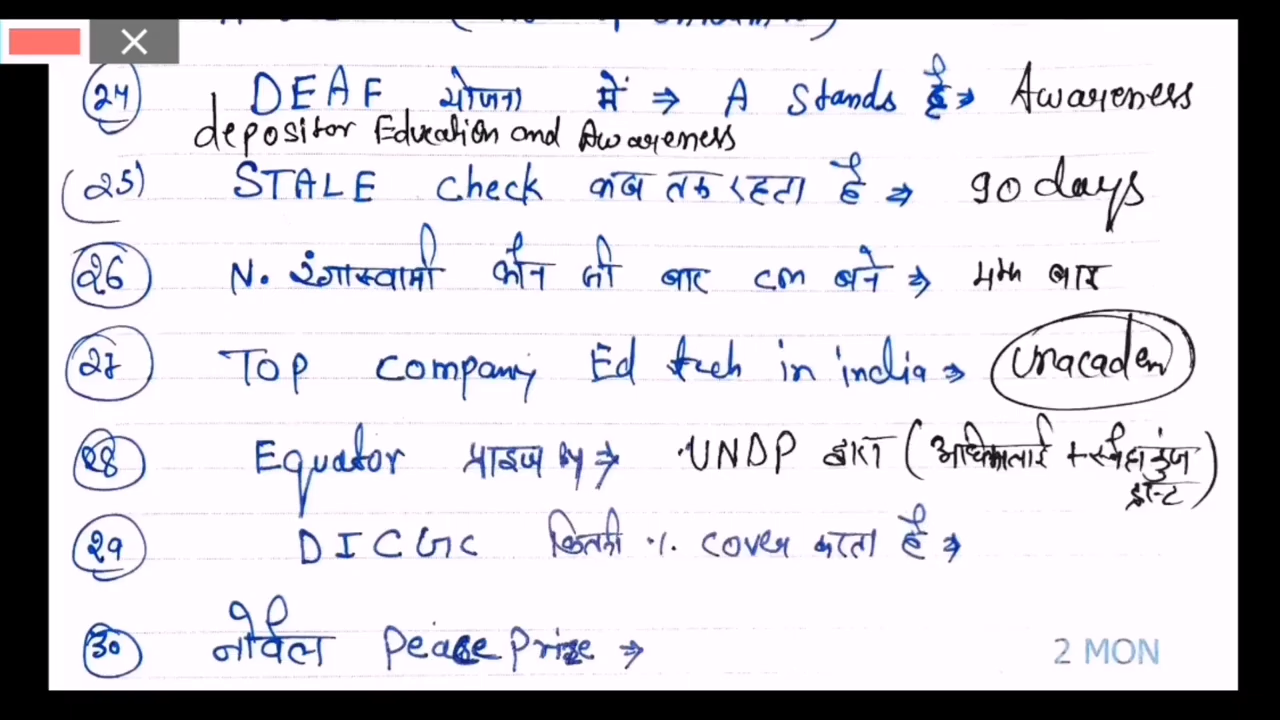 24 DEAF योजना में ⇒ A Stands है→ Awareness
depositor Education and Awareness
25) STALE check कब तक रहता है → 90 days
26 N. रंगास्वामी कौन सी बार cm बने → 4th बार
27 Top company Ed tech in india → unacadem
28 Equator प्राइज by → UNDP द्वारा (
29 DICGC कितनी % cover करता है →
30 नोवेल Peace Prize →
2 MON